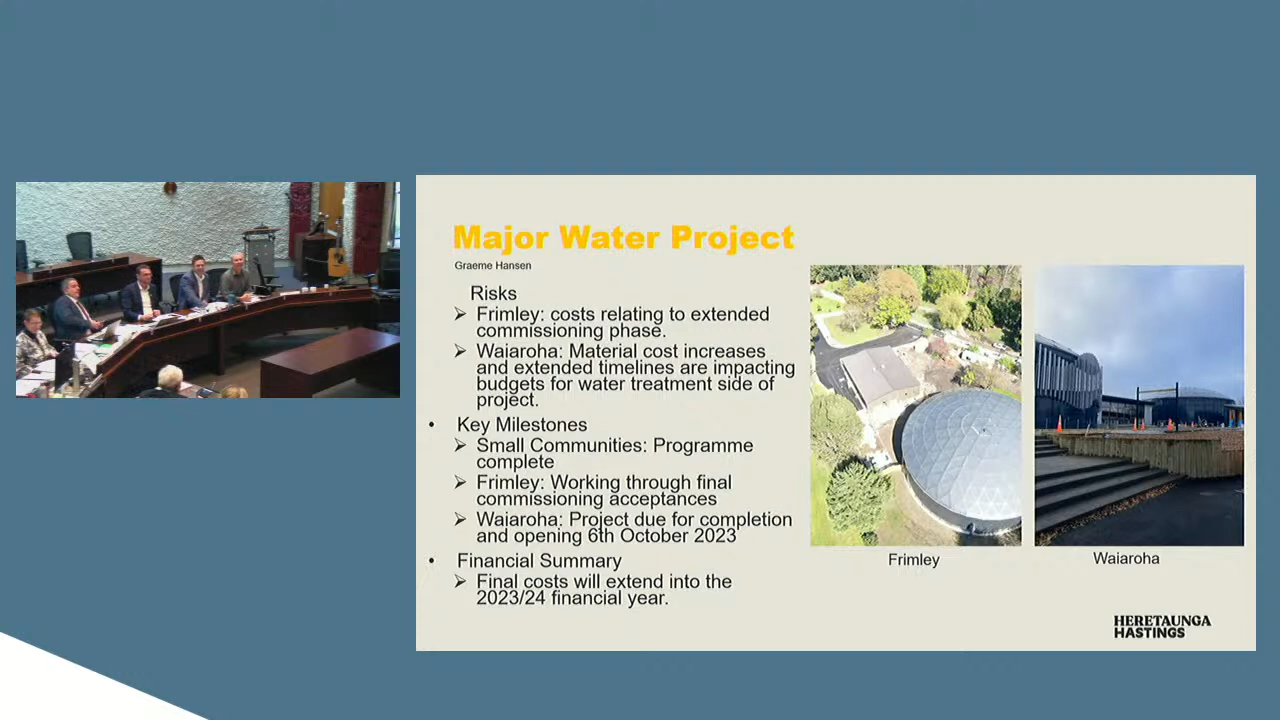 Major Water Project
Graeme Hansen
Risks
➢ Frimley: costs relating to extended
commissioning phase.
➢ Waiaroha: Material cost increases
and extended timelines are impacting
budgets for water treatment side of
project.
• Key Milestones
➢ Small Communities: Programme
complete
➢ Frimley: Working through final
commissioning acceptances
➢ Waiaroha: Project due for completion
and opening 6th October 2023
• Financial Summary
➢ Final costs will extend into the
2023/24 financial year.
Frimley
Waiaroha
HERETAUNGA
HASTINGS